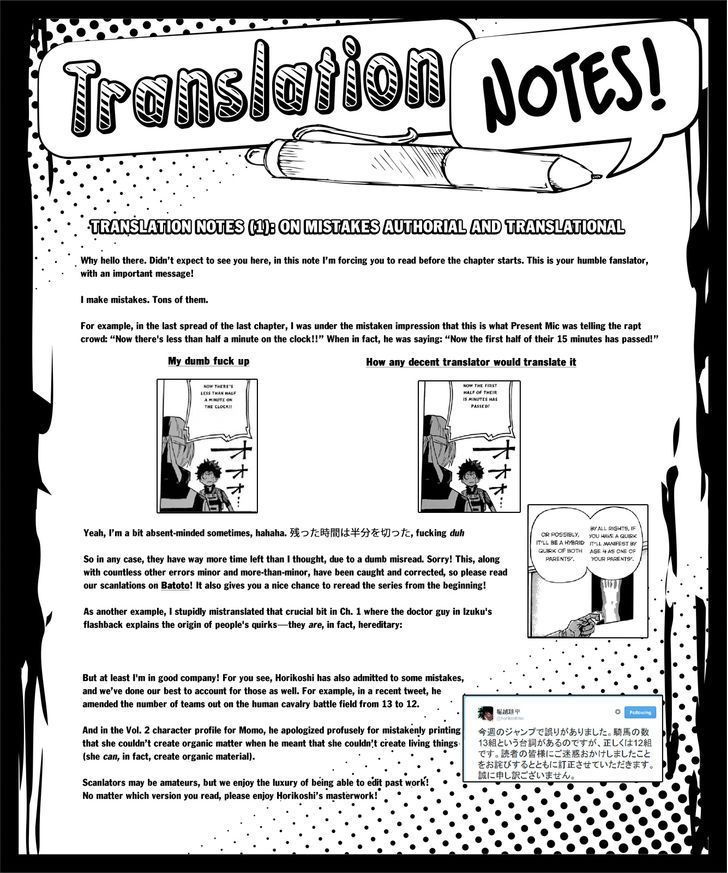 Translation
NOTES!
TRANSLATION NOTES (1): ON MISTAKES AUTHORIAL AND TRANSLATIONAL
Why hello there. Didn't expect to see you here, in this note I'm forcing you to read before the chapter starts. This is your humble fanslator,
with an important message!
I make mistakes. Tons of them.
For example, in the last spread of the last chapter, I was under the mistaken impression that this is what Present Mic was telling the rapt
crowd: “Now there's less than half a minute on the clock!!” When in fact, he was saying: “Now the first half of their 15 minutes has passed!”
My dumb fuck up
How any decent translator would translate it
NOW THERE'S
LESS THAN HALF
A MINUTE ON
THE CLOCK!!
オオオ...
NOW THE FIRST
HALF OF THEIR
15 MINUTES HAS
PASSED!
オオオ...
Yeah, I'm a bit absent-minded sometimes, hahaha. 残った時間は半分を切った, fucking duh
So in any case, they have way more time left than I thought, due to a dumb misread. Sorry! This, along
with countless other errors minor and more-than-minor, have been caught and corrected, so please read
our scanlations on Batoto! It also gives you a nice chance to reread the series from the beginning!
As another example, I stupidly mistranslated that crucial bit in Ch. 1 where the doctor guy in Izuku's
flashback explains the origin of people's quirks—they are, in fact, hereditary:
BY ALL RIGHTS, IF
YOU HAVE A QUIRK
IT'LL MANIFEST BY
AGE 4 AS ONE OF
YOUR PARENTS'.
OR POSSIBLY,
IT'LL BE A HYBRID
QUIRK OF BOTH
PARENTS'.
But at least I'm in good company! For you see, Horikoshi has also admitted to some mistakes,
and we've done our best to account for those as well. For example, in a recent tweet, he
amended the number of teams out on the human cavalry battle field from 13 to 12.
堀越耕平
Following
今週のジャンプで誤りがありました。騎馬の数
13組という台詞があるのですが、正しくは12組
です。読者の皆様にご迷惑おかけしましたこと
をお詫びするとともに訂正させていただきます。
誠に申し訳ございません。
And in the Vol. 2 character profile for Momo, he apologized profusely for mistakenly printing
that she couldn't create organic matter when he meant that she couldn't create living things
(she can, in fact, create organic material).
Scanlators may be amateurs, but we enjoy the luxury of being able to edit past work!
No matter which version you read, please enjoy Horikoshi's masterwork!